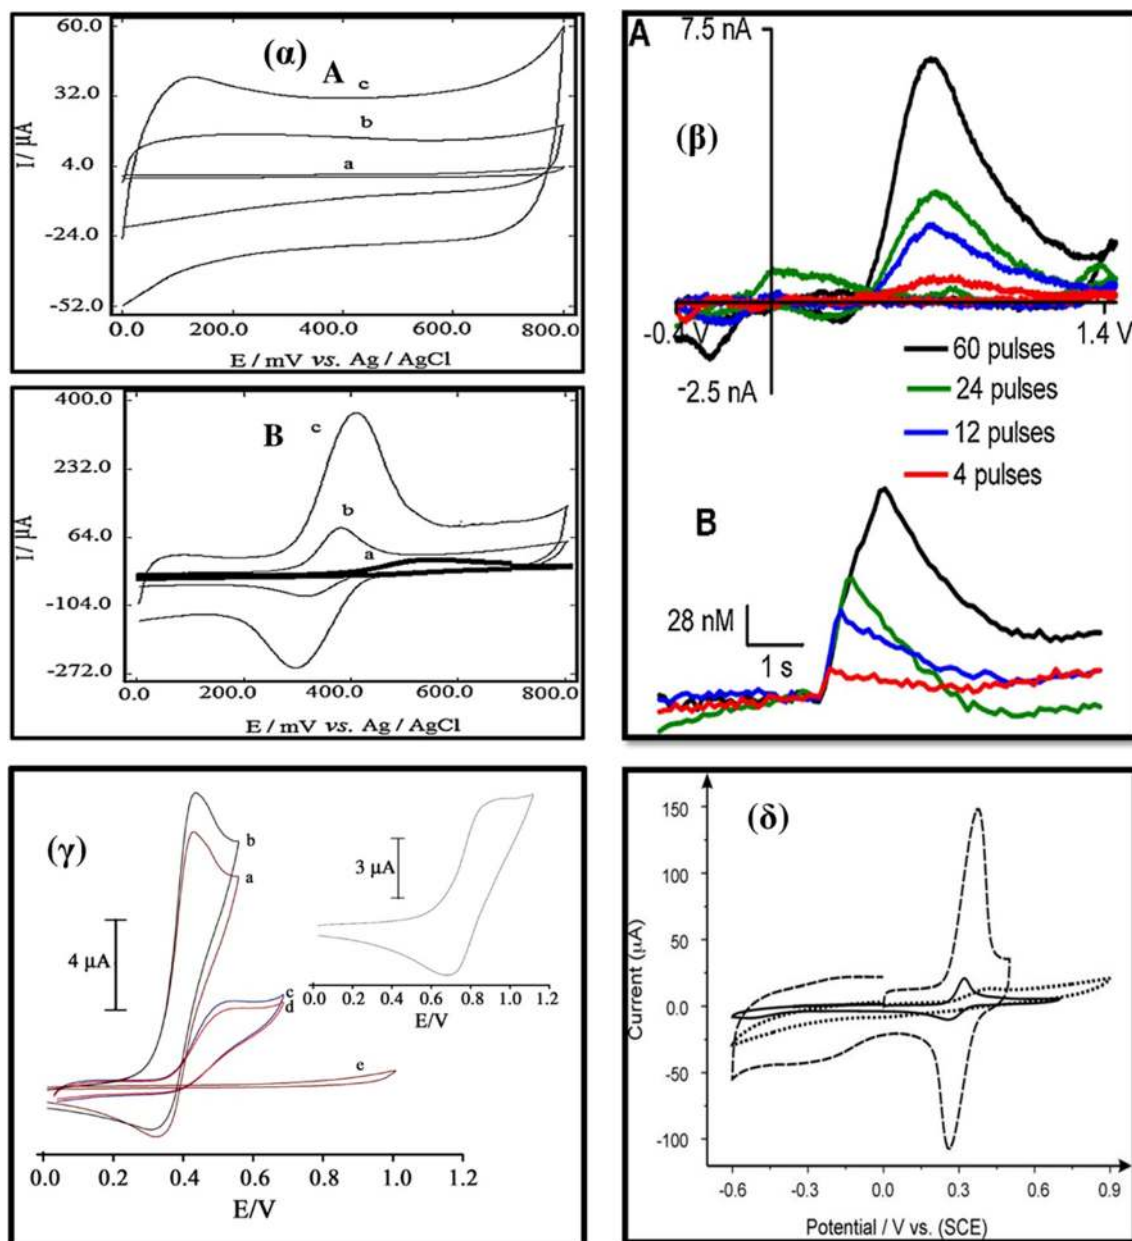 (α)
A
60.0
32.0
4.0
-24.0
-52.0
I / µA
c
b
a
0.0 200.0 400.0 600.0 800.0
E / mV vs. Ag / AgCl
B
400.0
232.0
64.0
-104.0
-272.0
I / µA
c
b
a
0.0 200.0 400.0 600.0 800.0
E / mV vs. Ag / AgCl
A
7.5 nA
(β)
-0.4 V
1.4 V
-2.5 nA
60 pulses
24 pulses
12 pulses
4 pulses
B
28 nM
1 s
(γ)
b
a
4 µA
c
d
e
0.0 0.2 0.4 0.6 0.8 1.0 1.2
E/V
3 µA
0.0 0.2 0.4 0.6 0.8 1.0 1.2
E/V
(δ)
150
100
50
0.0
-50
-100
Current (µA)
-0.6 -0.3 0.0 0.3 0.6 0.9
Potential / V vs. (SCE)